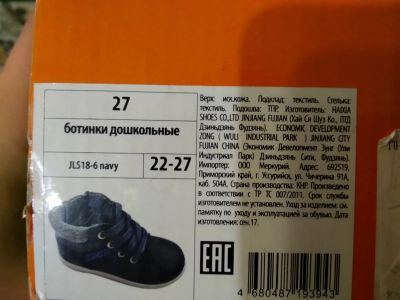 27
ботинки дошкольные
JLS18-6 navy
22-27
Верх: иск.кожа. Подклад: текстиль. Стелька:
текстиль. Подошва: ТПР. Изготовитель: HAIXIA
SHOES CO.,LTD JINJIANG FUJIAN (Хай Ся Шуз Ко., ЛТД
Дзиньдзянь Фудзянь). ECONOMIC DEVELOPMENT
ZONG ( WULI INDUSTRIAL PARK ) JINJIANG CITY
FUJIAN CHINA (Экономик Девелопмент Зунг (Ули
Индустриал Парк) Дзиньдзянь Сити, Фудзянь).
Импортер: ООО Меркурий. Адрес: 692519,
Приморский край, г. Уссурийск, ул. Чичерина 91А,
каб. 504А. Страна производства: КНР. Произведено
в соответствии с ТР ТС 007/2011. Срок службы
изготовителем не установлен. Уход за изделием: см.
памятку по уходу и эксплуатацией за обувью. Дата
изготовления: сен.17.
EAC
4 680487 193943